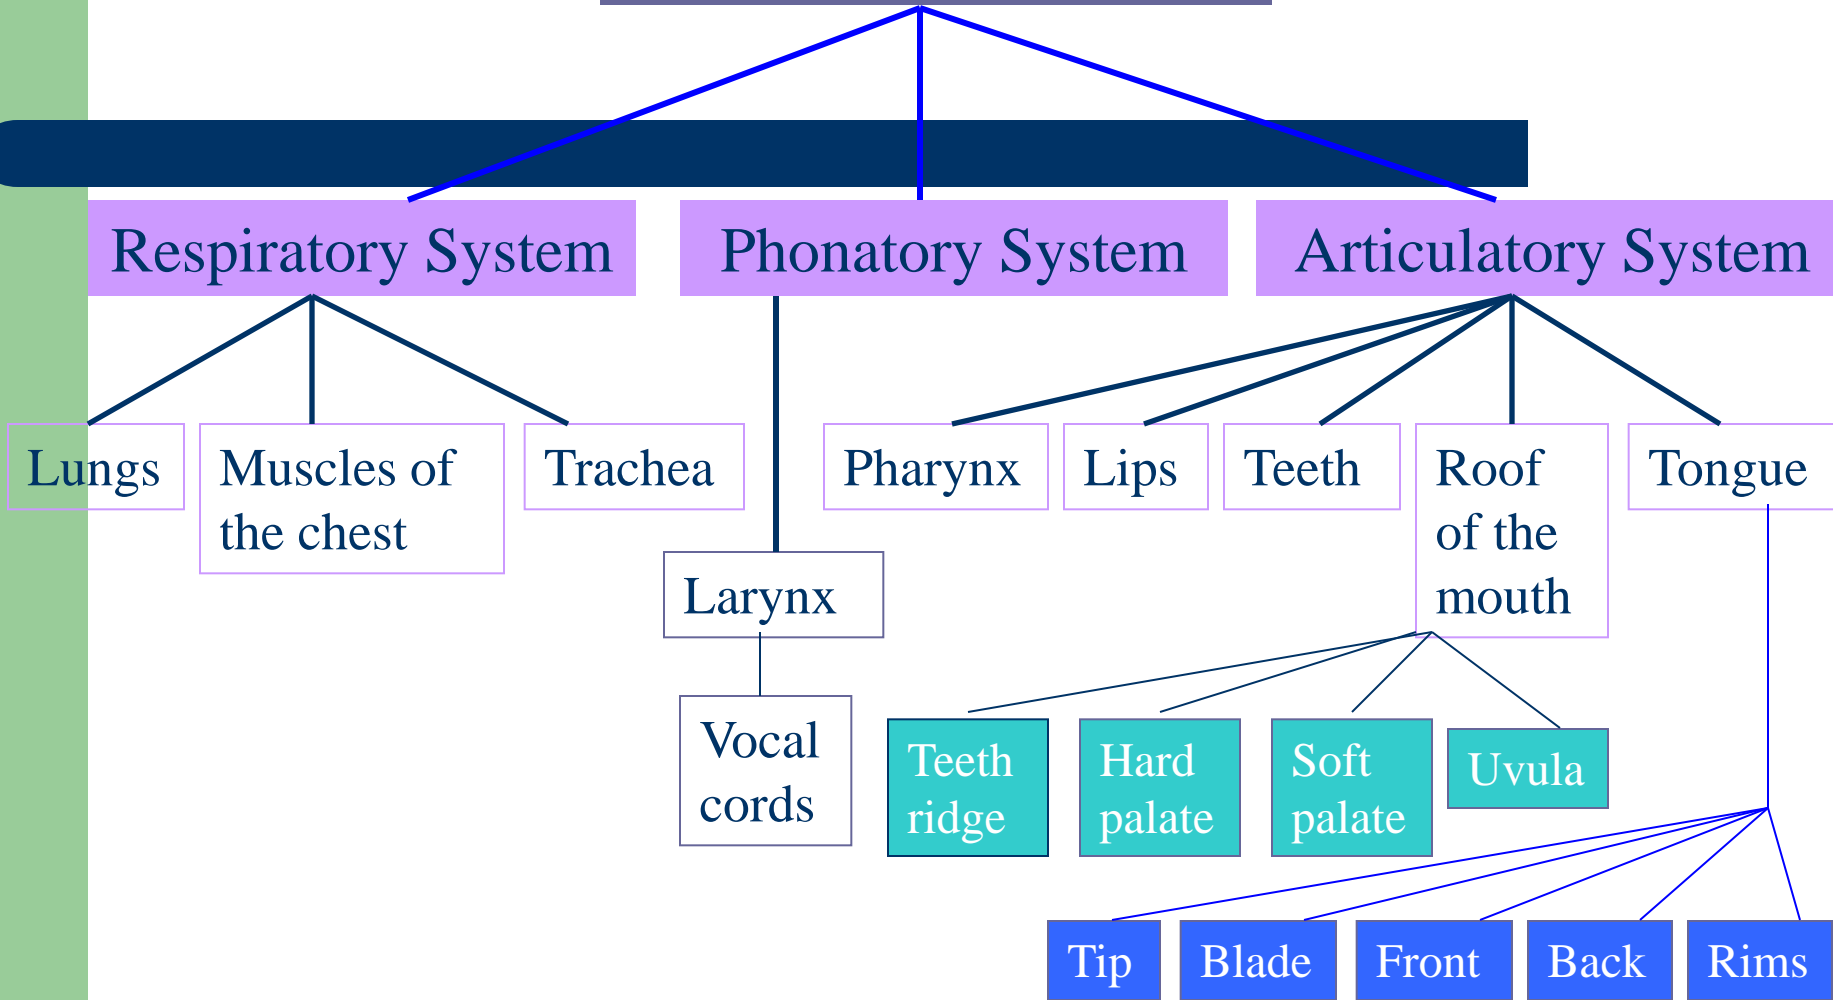 Respiratory System
Phonatory System
Articulatory System
Lungs
Muscles of
the chest
Trachea
Pharynx
Lips
Teeth
Roof
of the
mouth
Tongue
Larynx
Vocal
cords
Teeth
ridge
Hard
palate
Soft
palate
Uvula
Tip
Blade
Front
Back
Rims